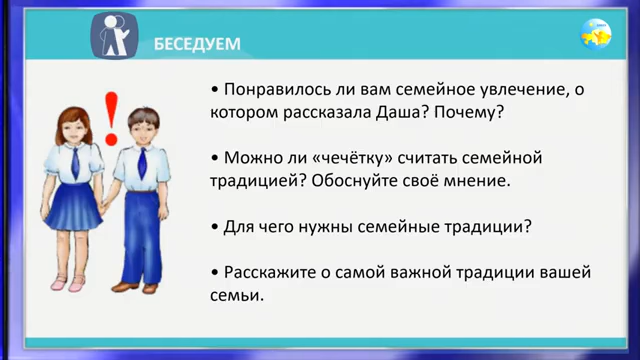 БЕСЕДУЕМ
• Понравилось ли вам семейное увлечение, о
котором рассказала Даша? Почему?
• Можно ли «чечётку» считать семейной
традицией? Обоснуйте своё мнение.
• Для чего нужны семейные традиции?
• Расскажите о самой важной традиции вашей
семьи.